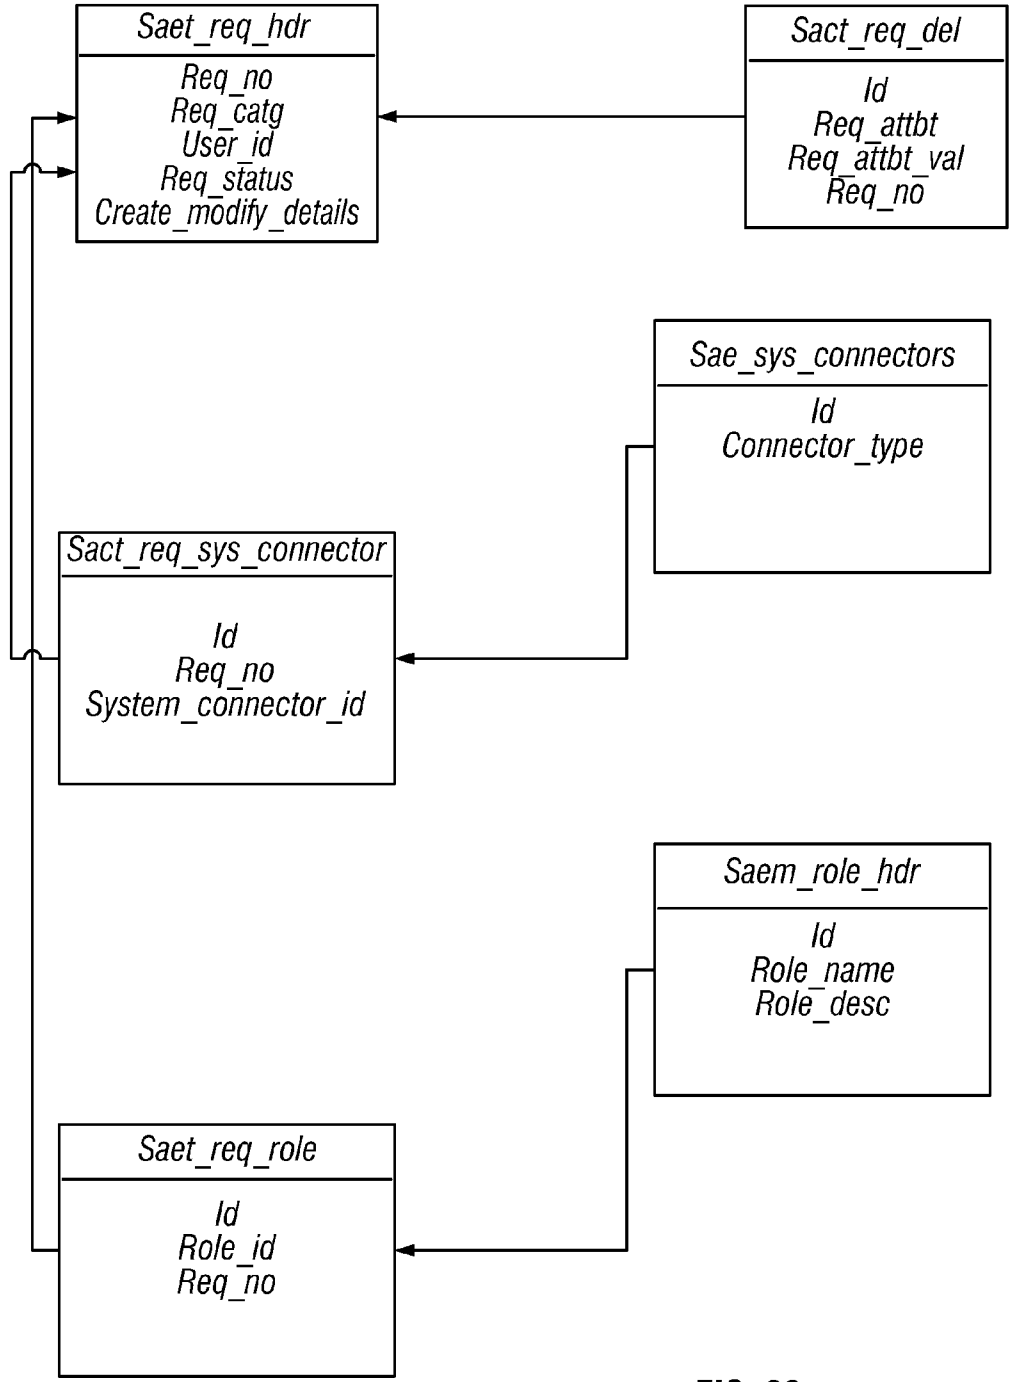 Saet_req_hdr
Req_no
Req_catg
User_id
Req_status
Create_modify_details
Sact_req_del
Id
Req_attbt
Req_attbt_val
Req_no
Sae_sys_connectors
Id
Connector_type
Sact_req_sys_connector
Id
Req_no
System_connector_id
Saem_role_hdr
Id
Role_name
Role_desc
Saet_req_role
Id
Role_id
Req_no